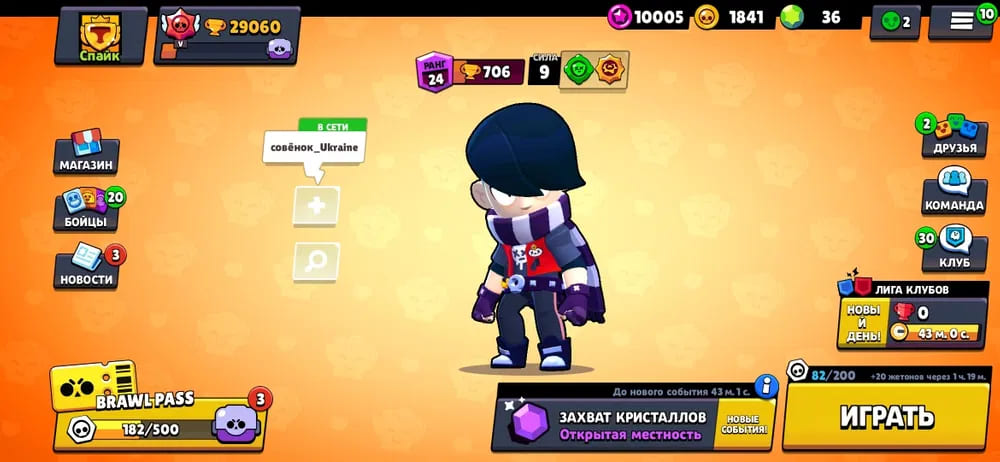 Спайк
29060
V
10005
1841
36
2
10
РАНГ
24
706
СИЛА
9
В СЕТИ
совёнок_Ukraine
МАГАЗИН
20
БОЙЦЫ
3
НОВОСТИ
2
ДРУЗЬЯ
КОМАНДА
30
КЛУБ
ЛИГА КЛУБОВ
НОВЫ
И
ДЕНЬ!
0
43 м. 0 с.
BRAWL PASS
3
182/500
До нового события 43 м. 1 с.
i
ЗАХВАТ КРИСТАЛЛОВ
Открытая местность
НОВЫЕ
СОБЫТИЯ!
82/200
+20 жетонов через 1 ч. 19 м.
ИГРАТЬ